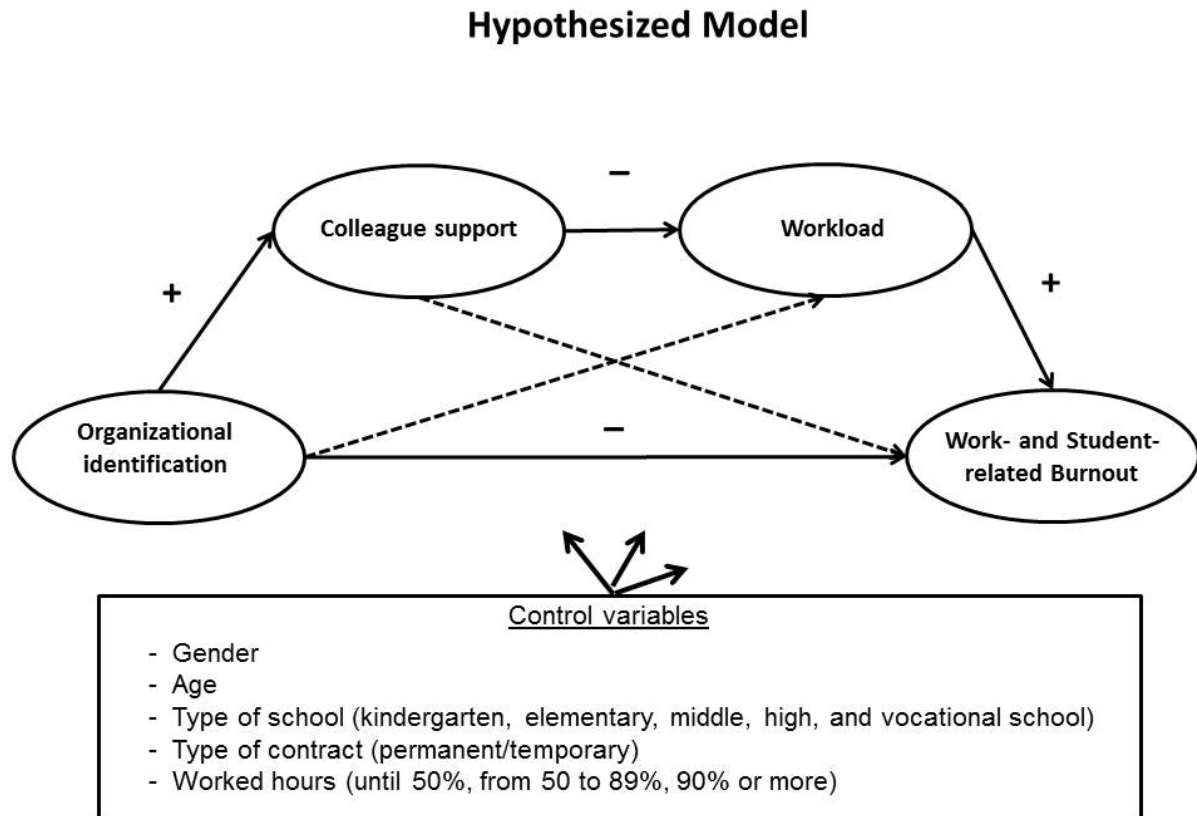 Hypothesized Model
–
Colleague support
Workload
+
+
Organizational
identification
–
Work- and Student-
related Burnout
Control variables
- Gender
- Age
- Type of school (kindergarten, elementary, middle, high, and vocational school)
- Type of contract (permanent/temporary)
- Worked hours (until 50%, from 50 to 89%, 90% or more)